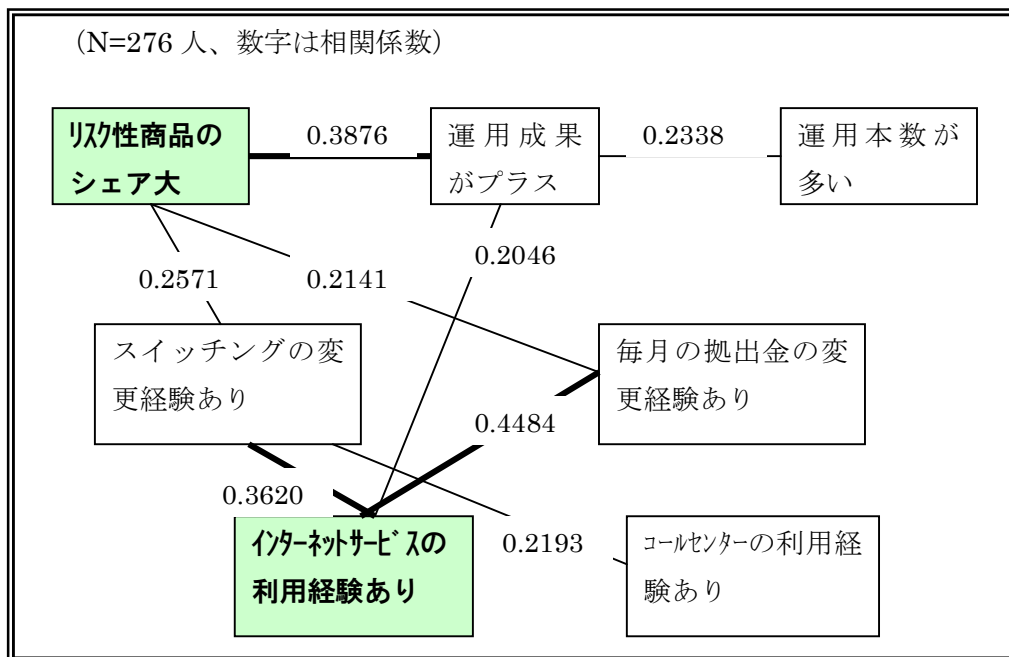 (N=276 人、数字は相関係数)
リスク性商品の
シェア大
0.3876
運用成果
がプラス
0.2338
運用本数が
多い
0.2046
0.2571
0.2141
スイッチングの変
更経験あり
毎月の拠出金の変
更経験あり
0.4484
0.3620
インターネットサービスの
利用経験あり
0.2193
コールセンターの利用経
験あり